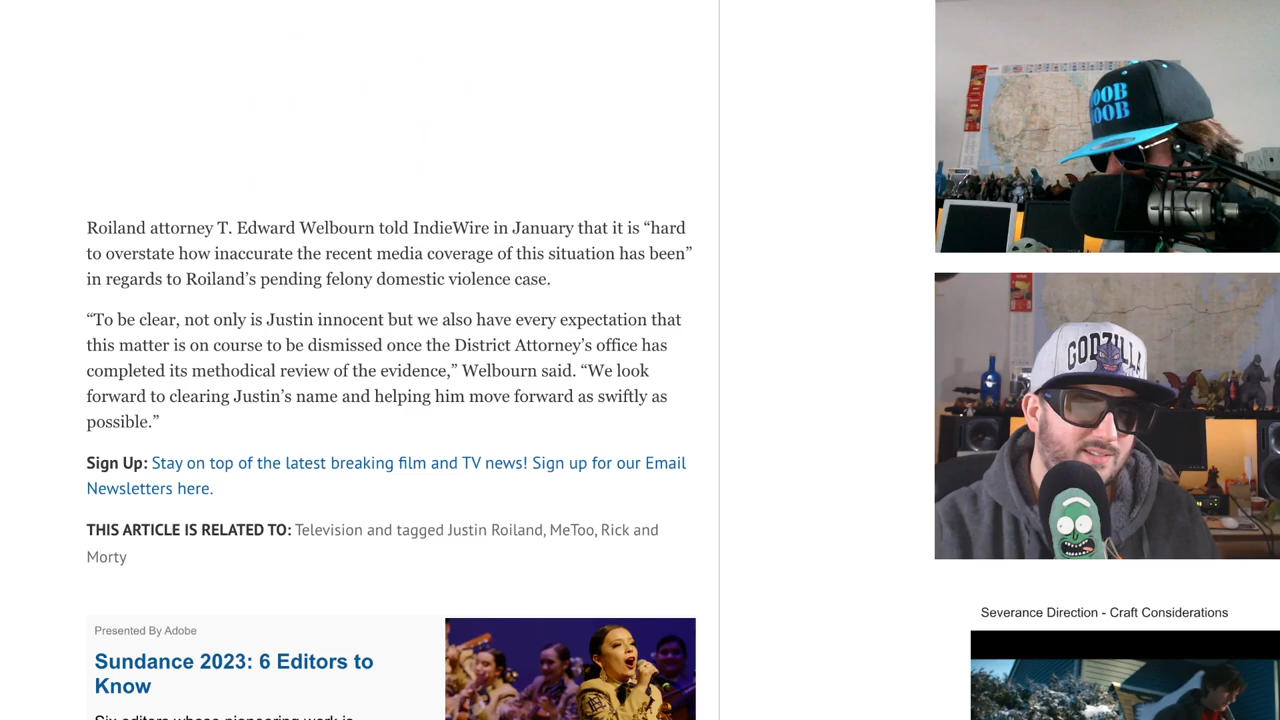 Roiland attorney T. Edward Welbourn told IndieWire in January that it is “hard
to overstate how inaccurate the recent media coverage of this situation has been”
in regards to Roiland’s pending felony domestic violence case.
“To be clear, not only is Justin innocent but we also have every expectation that
this matter is on course to be dismissed once the District Attorney’s office has
completed its methodical review of the evidence,” Welbourn said. “We look
forward to clearing Justin’s name and helping him move forward as swiftly as
possible.”
Sign Up: Stay on top of the latest breaking film and TV news! Sign up for our Email
Newsletters here.
THIS ARTICLE IS RELATED TO: Television and tagged Justin Roiland, MeToo, Rick and
Morty
Presented By Adobe
Sundance 2023: 6 Editors to
Know
Six editors whose pioneering work is
NOOB
NOOB
GODZILLA
Severance Direction - Craft Considerations